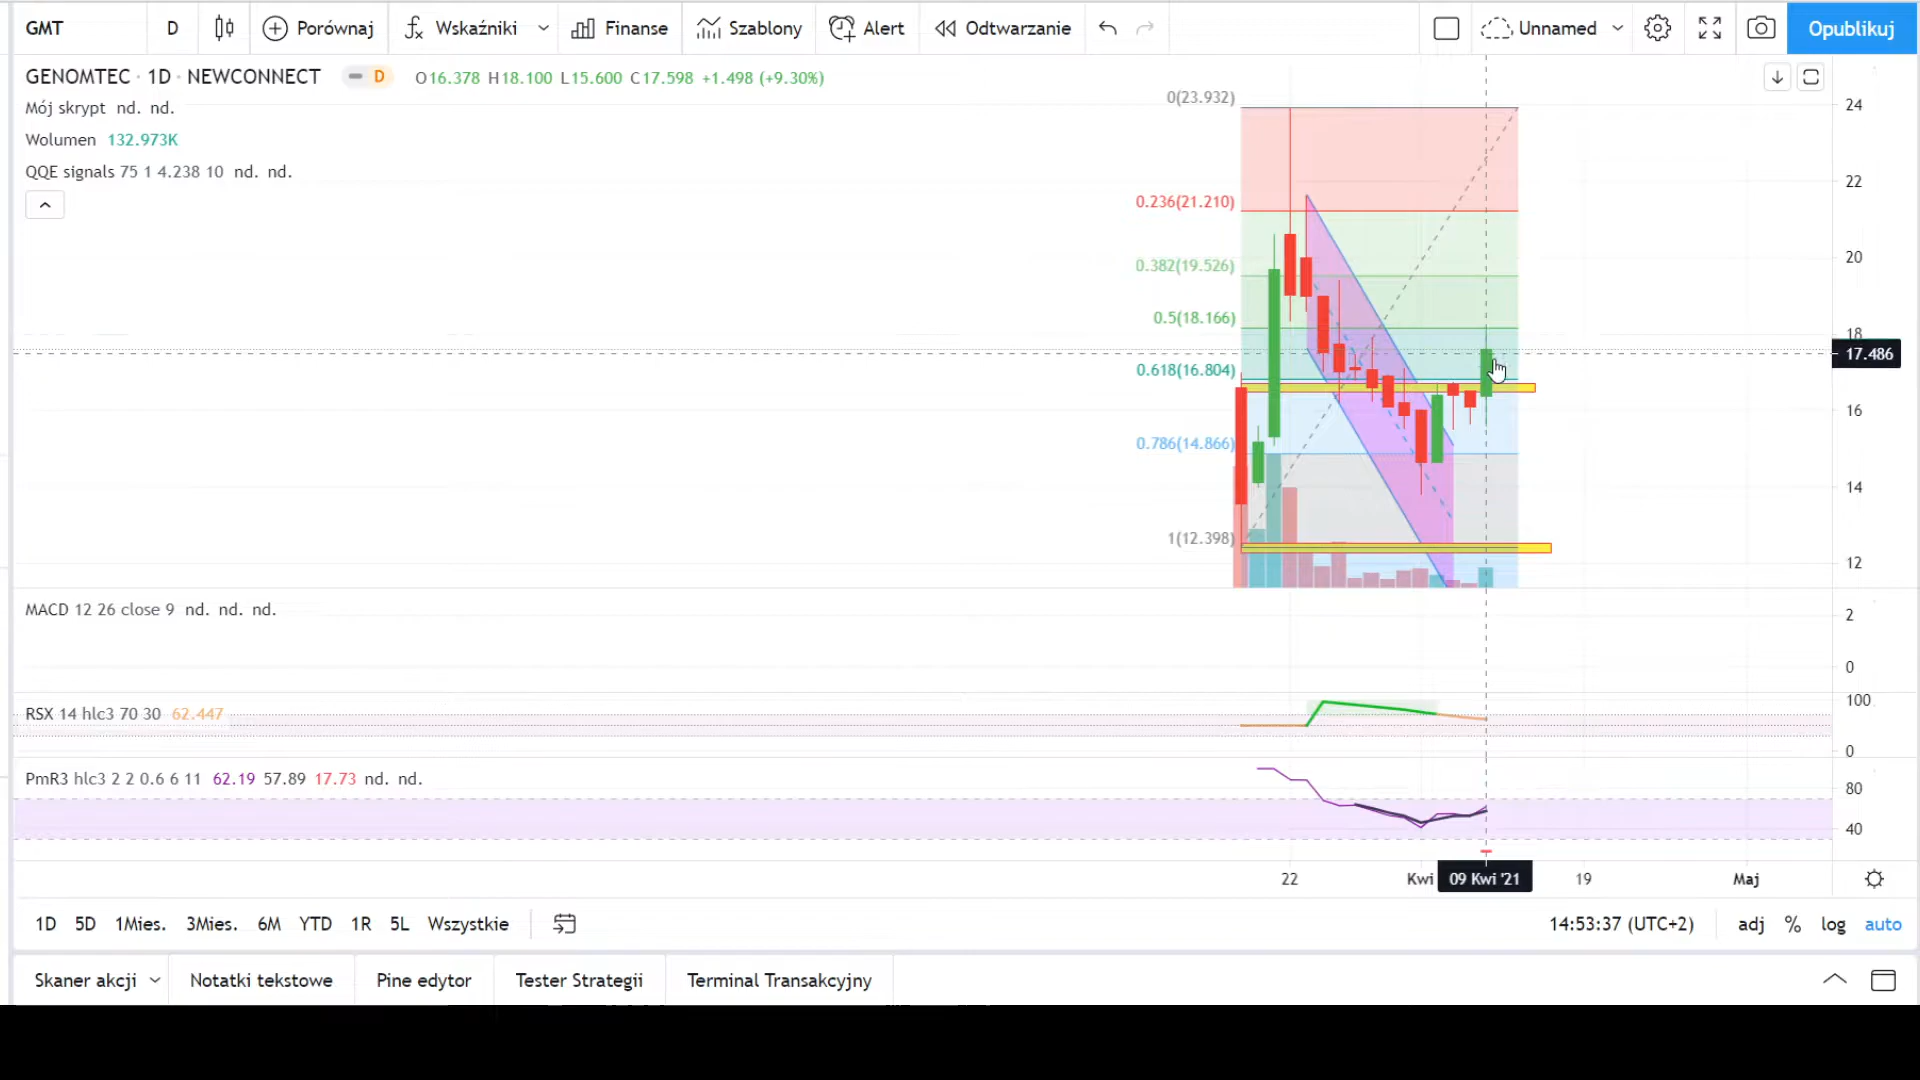 GMT D Porównaj Wskaźniki Finanse Szablony Alert Odtwarzanie Unnamed Opublikuj
GENOMTEC · 1D · NEWCONNECT D O16.378 H18.100 L15.600 C17.598 +1.498 (+9.30%)
Mój skrypt nd. nd.
Wolumen 132.973K
QQE signals 75 1 4.238 10 nd. nd.
0(23.932)
0.236(21.210)
0.382(19.526)
0.5(18.166)
0.618(16.804)
0.786(14.866)
1(12.398)
24
22
20
18
17.486
16
14
12
MACD 12 26 close 9 nd. nd. nd.
2
0
RSX 14 hlc3 70 30 62.447
100
0
PmR3 hlc3 2 2 0.6 6 11 62.19 57.89 17.73 nd. nd.
80
40
22 Kwi 09 Kwi '21 19 Maj
1D 5D 1Mies. 3Mies. 6M YTD 1R 5L Wszystkie 14:53:37 (UTC+2) adj % log auto
Skaner akcji Notatki tekstowe Pine edytor Tester Strategii Terminal Transakcyjny